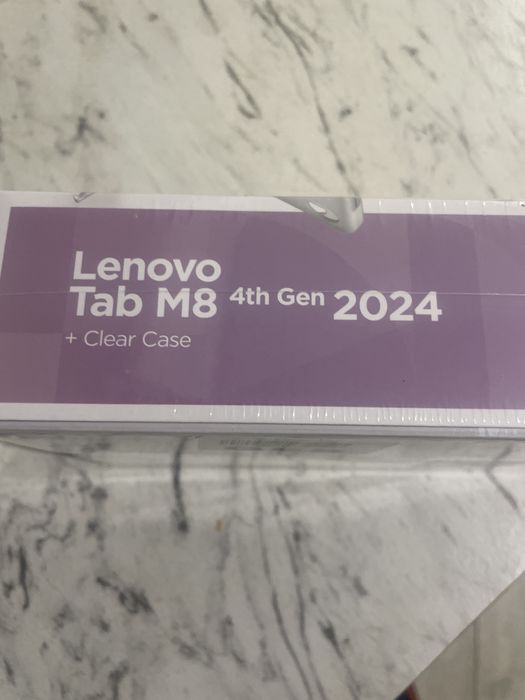 Lenovo
Tab M8 4th Gen 2024
+ Clear Case